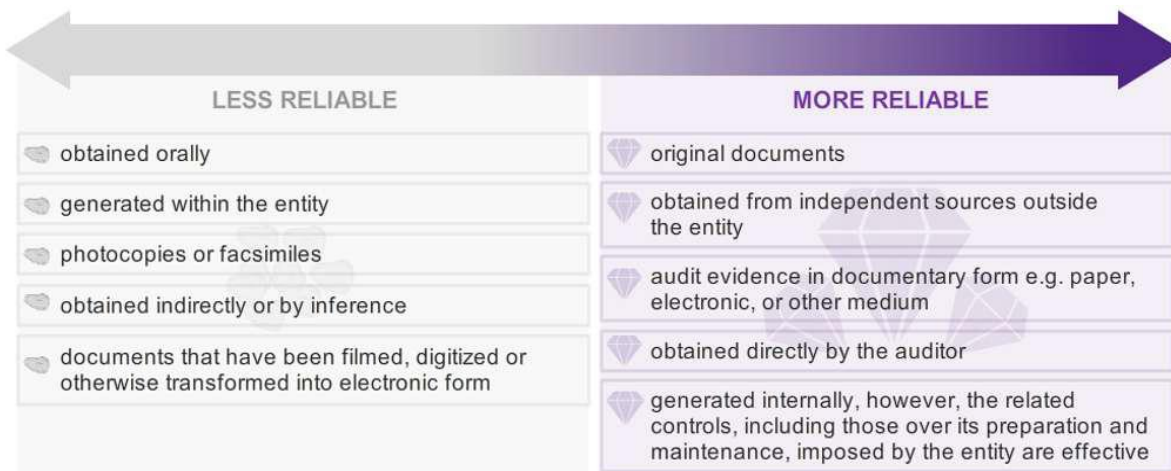 LESS RELIABLE
obtained orally
generated within the entity
photocopies or facsimiles
obtained indirectly or by inference
documents that have been filmed, digitized or
otherwise transformed into electronic form
MORE RELIABLE
original documents
obtained from independent sources outside
the entity
audit evidence in documentary form e.g. paper,
electronic, or other medium
obtained directly by the auditor
generated internally, however, the related
controls, including those over its preparation and
maintenance, imposed by the entity are effective